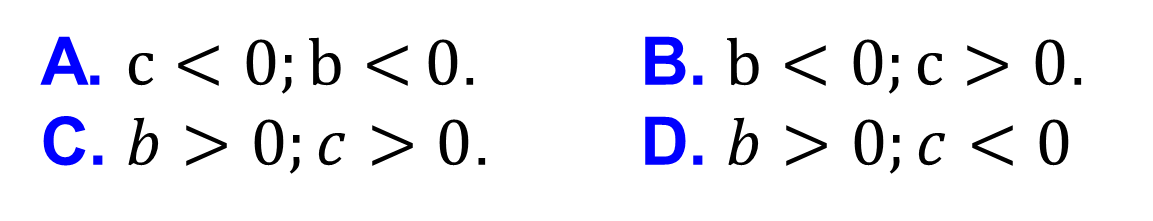 A. c < 0; b < 0. B. b < 0; c > 0.
C. b > 0; c > 0. D. b > 0; c < 0